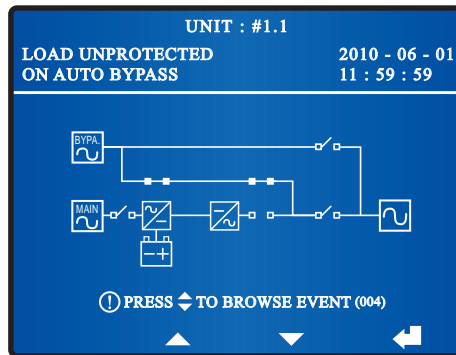 UNIT : #1.1
LOAD UNPROTECTED
2010 - 06 - 01
ON AUTO BYPASS
11 : 59 : 59
BYPA.
MAIN
! PRESS TO BROWSE EVENT (004)